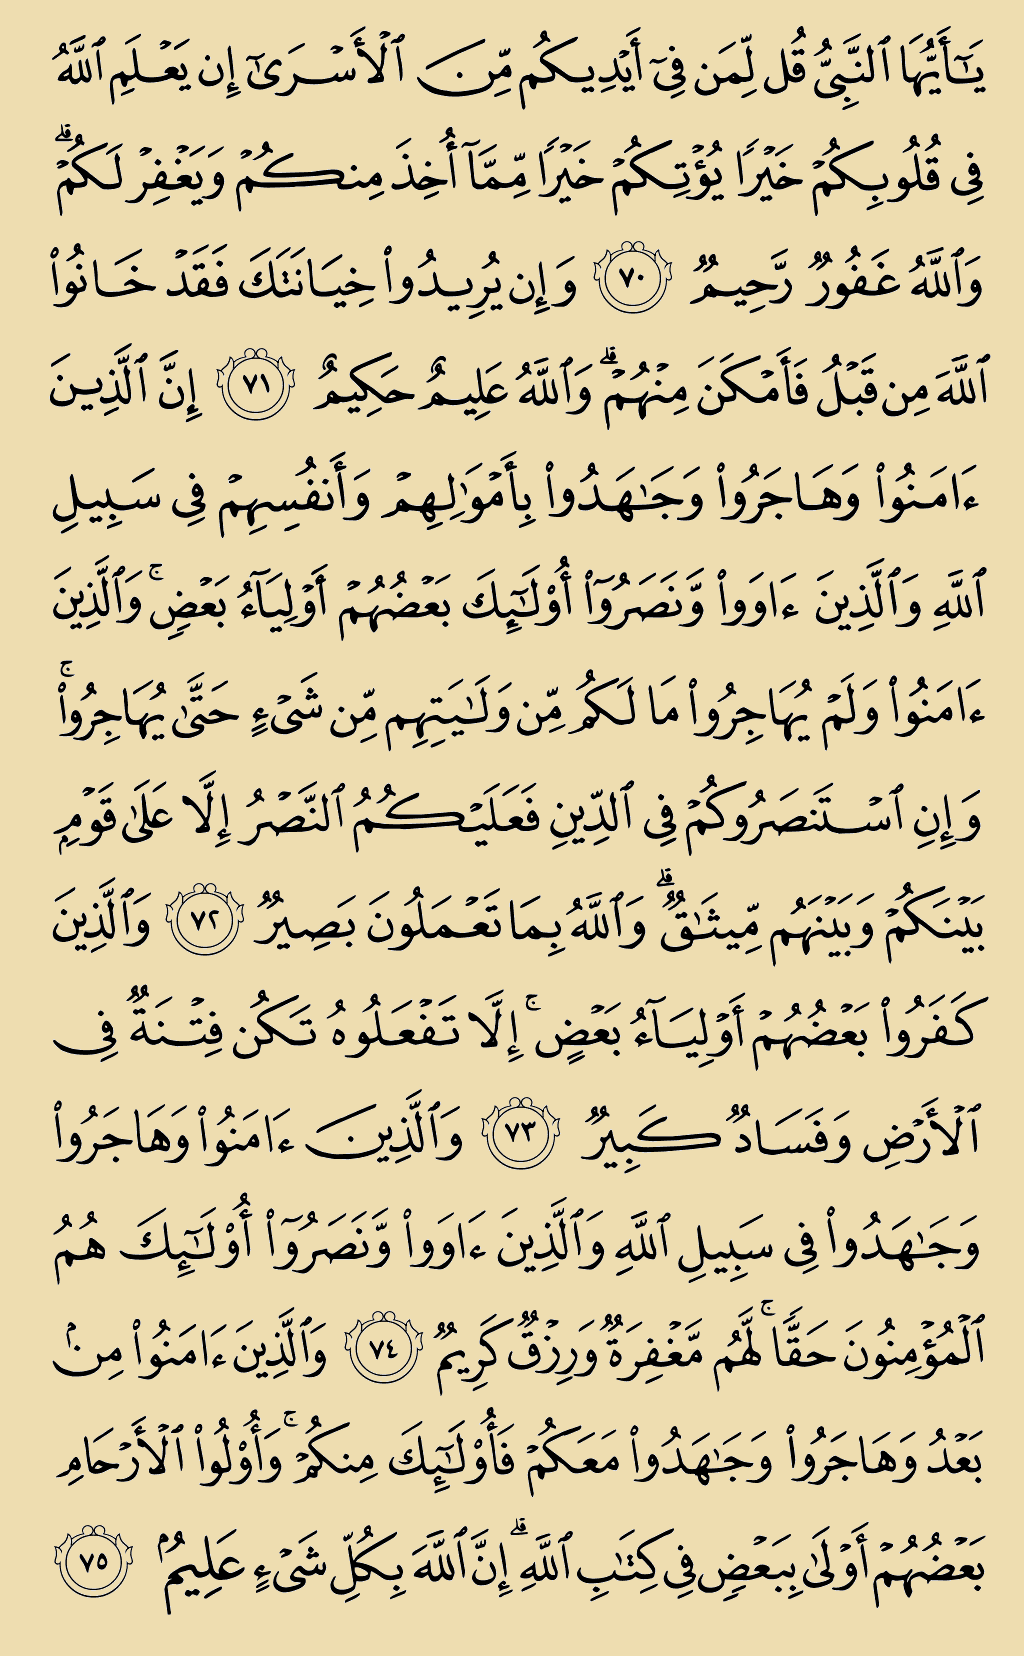 يَـٰٓأَيُّهَا ٱلنَّبِىُّ قُل لِّمَن فِىٓ أَيْدِيكُم مِّنَ ٱلْأَسْرَىٰٓ إِن يَعْلَمِ ٱللَّهُ
فِى قُلُوبِكُمْ خَيْرًا يُؤْتِكُمْ خَيْرًا مِّمَّآ أُخِذَ مِنكُمْ وَيَغْفِرْ لَكُمْ ۗ
وَٱللَّهُ غَفُورٌ رَّحِيمٌ ٧٠ وَإِن يُرِيدُوا۟ خِيَانَتَكَ فَقَدْ خَانُوا۟
ٱللَّهَ مِن قَبْلُ فَأَمْكَنَ مِنْهُمْ ۗ وَٱللَّهُ عَلِيمٌ حَكِيمٌ ٧١ إِنَّ ٱلَّذِينَ
ءَامَنُوا۟ وَهَاجَرُوا۟ وَجَـٰهَدُوا۟ بِأَمْوَٰلِهِمْ وَأَنفُسِهِمْ فِى سَبِيلِ
ٱللَّهِ وَٱلَّذِينَ ءَاوَوا۟ وَّنَصَرُوٓا۟ أُو۟لَـٰٓئِكَ بَعْضُهُمْ أَوْلِيَآءُ بَعْضٍ ۚ وَٱلَّذِينَ
ءَامَنُوا۟ وَلَمْ يُهَاجِرُوا۟ مَا لَكُم مِّن وَلَـٰيَتِهِم مِّن شَىْءٍ حَتَّىٰ يُهَاجِرُوا۟ ۚ
وَإِنِ ٱسْتَنصَرُوكُمْ فِى ٱلدِّينِ فَعَلَيْكُمُ ٱلنَّصْرُ إِلَّا عَلَىٰ قَوْمٍۭ
بَيْنَكُمْ وَبَيْنَهُم مِّيثَـٰقٌ ۗ وَٱللَّهُ بِمَا تَعْمَلُونَ بَصِيرٌ ٧٢ وَٱلَّذِينَ
كَفَرُوا۟ بَعْضُهُمْ أَوْلِيَآءُ بَعْضٍ ۚ إِلَّا تَفْعَلُوهُ تَكُن فِتْنَةٌ فِى
ٱلْأَرْضِ وَفَسَادٌ كَبِيرٌ ٧٣ وَٱلَّذِينَ ءَامَنُوا۟ وَهَاجَرُوا۟
وَجَـٰهَدُوا۟ فِى سَبِيلِ ٱللَّهِ وَٱلَّذِينَ ءَاوَوا۟ وَّنَصَرُوٓا۟ أُو۟لَـٰٓئِكَ هُمُ
ٱلْمُؤْمِنُونَ حَقًّا ۚ لَّهُم مَّغْفِرَةٌ وَرِزْقٌ كَرِيمٌ ٧٤ وَٱلَّذِينَ ءَامَنُوا۟ مِنۢ
بَعْدُ وَهَاجَرُوا۟ وَجَـٰهَدُوا۟ مَعَكُمْ فَأُو۟لَـٰٓئِكَ مِنكُمْ ۚ وَأُو۟لُوا۟ ٱلْأَرْحَامِ
بَعْضُهُمْ أَوْلَىٰ بِبَعْضٍ فِى كِتَـٰبِ ٱللَّهِ ۗ إِنَّ ٱللَّهَ بِكُلِّ شَىْءٍ عَلِيمٌۢ ٧٥